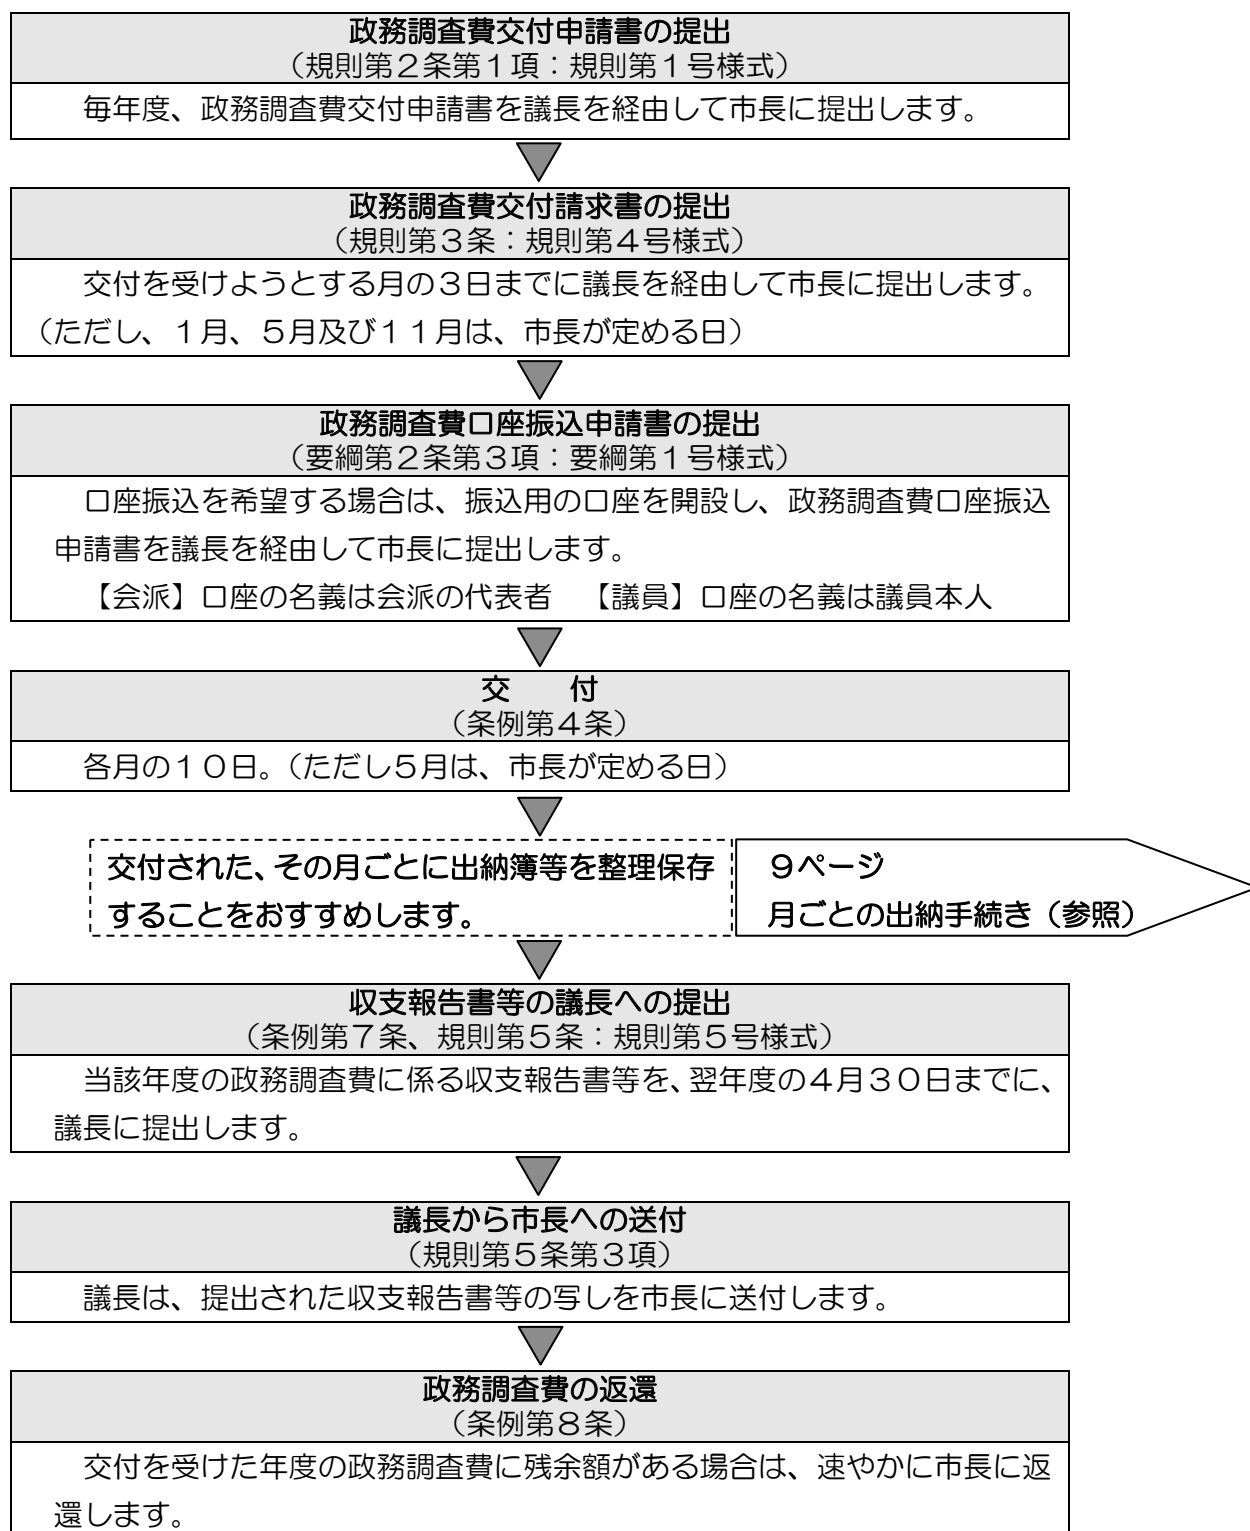 政務調査費交付申請書の提出
（規則第２条第１項：規則第１号様式）
毎年度、政務調査費交付申請書を議長を経由して市長に提出します。
政務調査費交付請求書の提出
（規則第３条：規則第４号様式）
交付を受けようとする月の３日までに議長を経由して市長に提出します。
（ただし、１月、５月及び１１月は、市長が定める日）
政務調査費口座振込申請書の提出
（要綱第２条第３項：要綱第１号様式）
口座振込を希望する場合は、振込用の口座を開設し、政務調査費口座振込
申請書を議長を経由して市長に提出します。
【会派】口座の名義は会派の代表者　【議員】口座の名義は議員本人
交　　付
（条例第４条）
各月の１０日。（ただし５月は、市長が定める日）
交付された、その月ごとに出納簿等を整理保存
することをおすすめします。
９ページ
月ごとの出納手続き（参照）
収支報告書等の議長への提出
（条例第７条、規則第５条：規則第５号様式）
当該年度の政務調査費に係る収支報告書等を、翌年度の４月３０日までに、
議長に提出します。
議長から市長への送付
（規則第５条第３項）
議長は、提出された収支報告書等の写しを市長に送付します。
政務調査費の返還
（条例第８条）
交付を受けた年度の政務調査費に残余額がある場合は、速やかに市長に返
還します。